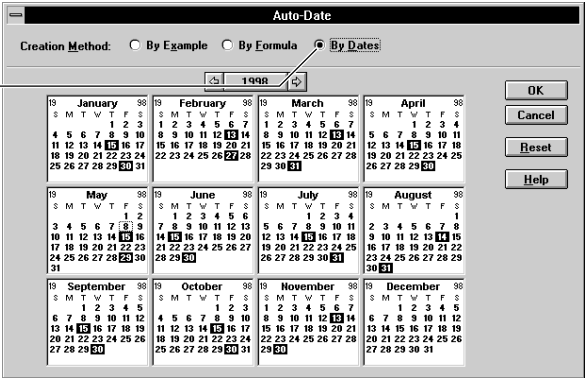 Auto-Date
Creation Method: By Example By Formula By Dates
1998
OK
Cancel
Reset
Help
19 January 98
S M T W T F S
1 2 3
4 5 6 7 8 9 10
11 12 13 14 15 16 17
18 19 20 21 22 23 24
25 26 27 28 29 30 31
19 February 98
S M T W T F S
1 2 3 4 5 6 7
8 9 10 11 12 13 14
15 16 17 18 19 20 21
22 23 24 25 26 27 28
19 March 98
S M T W T F S
1 2 3 4 5 6 7
8 9 10 11 12 13 14
15 16 17 18 19 20 21
22 23 24 25 26 27 28
29 30 31
19 April 98
S M T W T F S
1 2 3 4
5 6 7 8 9 10 11
12 13 14 15 16 17 18
19 20 21 22 23 24 25
26 27 28 29 30
19 May 98
S M T W T F S
1 2
3 4 5 6 7 8 9
10 11 12 13 14 15 16
17 18 19 20 21 22 23
24 25 26 27 28 29 30
31
19 June 98
S M T W T F S
1 2 3 4 5 6
7 8 9 10 11 12 13
14 15 16 17 18 19 20
21 22 23 24 25 26 27
28 29 30
19 July 98
S M T W T F S
1 2 3 4
5 6 7 8 9 10 11
12 13 14 15 16 17 18
19 20 21 22 23 24 25
26 27 28 29 30 31
19 August 98
S M T W T F S
1
2 3 4 5 6 7 8
9 10 11 12 13 14 15
16 17 18 19 20 21 22
23 24 25 26 27 28 29
30 31
19 September 98
S M T W T F S
1 2 3 4 5
6 7 8 9 10 11 12
13 14 15 16 17 18 19
20 21 22 23 24 25 26
27 28 29 30
19 October 98
S M T W T F S
1 2 3
4 5 6 7 8 9 10
11 12 13 14 15 16 17
18 19 20 21 22 23 24
25 26 27 28 29 30 31
19 November 98
S M T W T F S
1 2 3 4 5 6 7
8 9 10 11 12 13 14
15 16 17 18 19 20 21
22 23 24 25 26 27 28
29 30
19 December 98
S M T W T F S
1 2 3 4 5
6 7 8 9 10 11 12
13 14 15 16 17 18 19
20 21 22 23 24 25 26
27 28 29 30 31